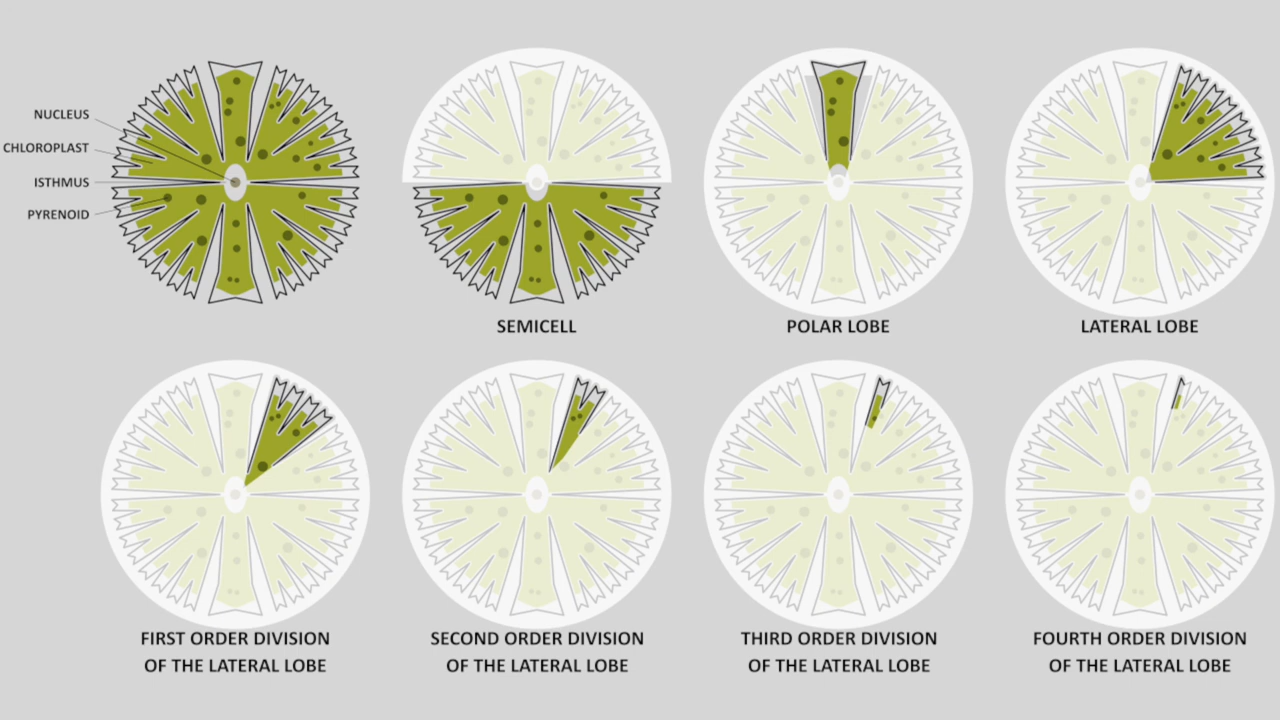 NUCLEUS
CHLOROPLAST
ISTHMUS
PYRENOID
SEMICELL
POLAR LOBE
LATERAL LOBE
FIRST ORDER DIVISION
OF THE LATERAL LOBE
SECOND ORDER DIVISION
OF THE LATERAL LOBE
THIRD ORDER DIVISION
OF THE LATERAL LOBE
FOURTH ORDER DIVISION
OF THE LATERAL LOBE